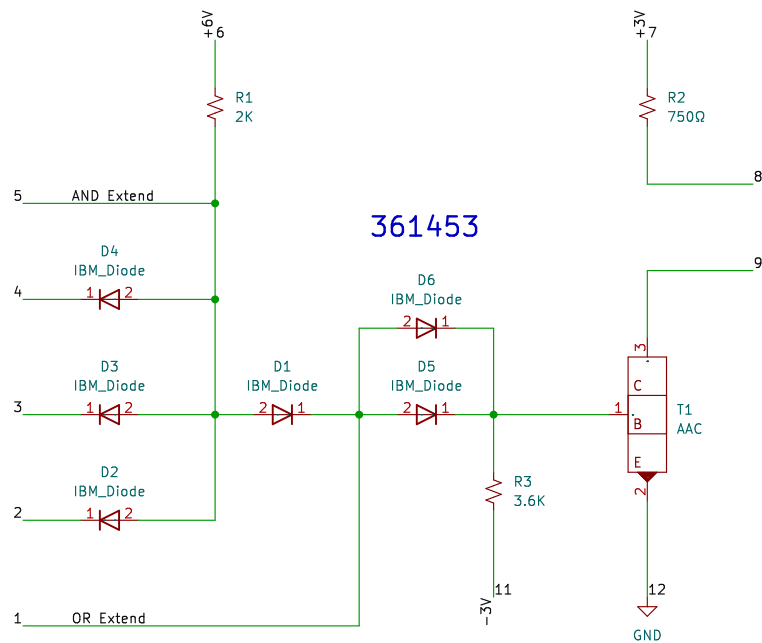 +6V
6
+3V
7
R1
2K
R2
750Ω
8
5
AND Extend
361453
D4
IBM_Diode
9
4
1
2
D6
IBM_Diode
2
1
3
D3
IBM_Diode
1
2
D1
IBM_Diode
2
1
D5
IBM_Diode
2
1
3
C
1
B
E
2
T1
AAC
D2
IBM_Diode
2
1
2
R3
3.6K
11
-3V
12
GND
1
OR Extend